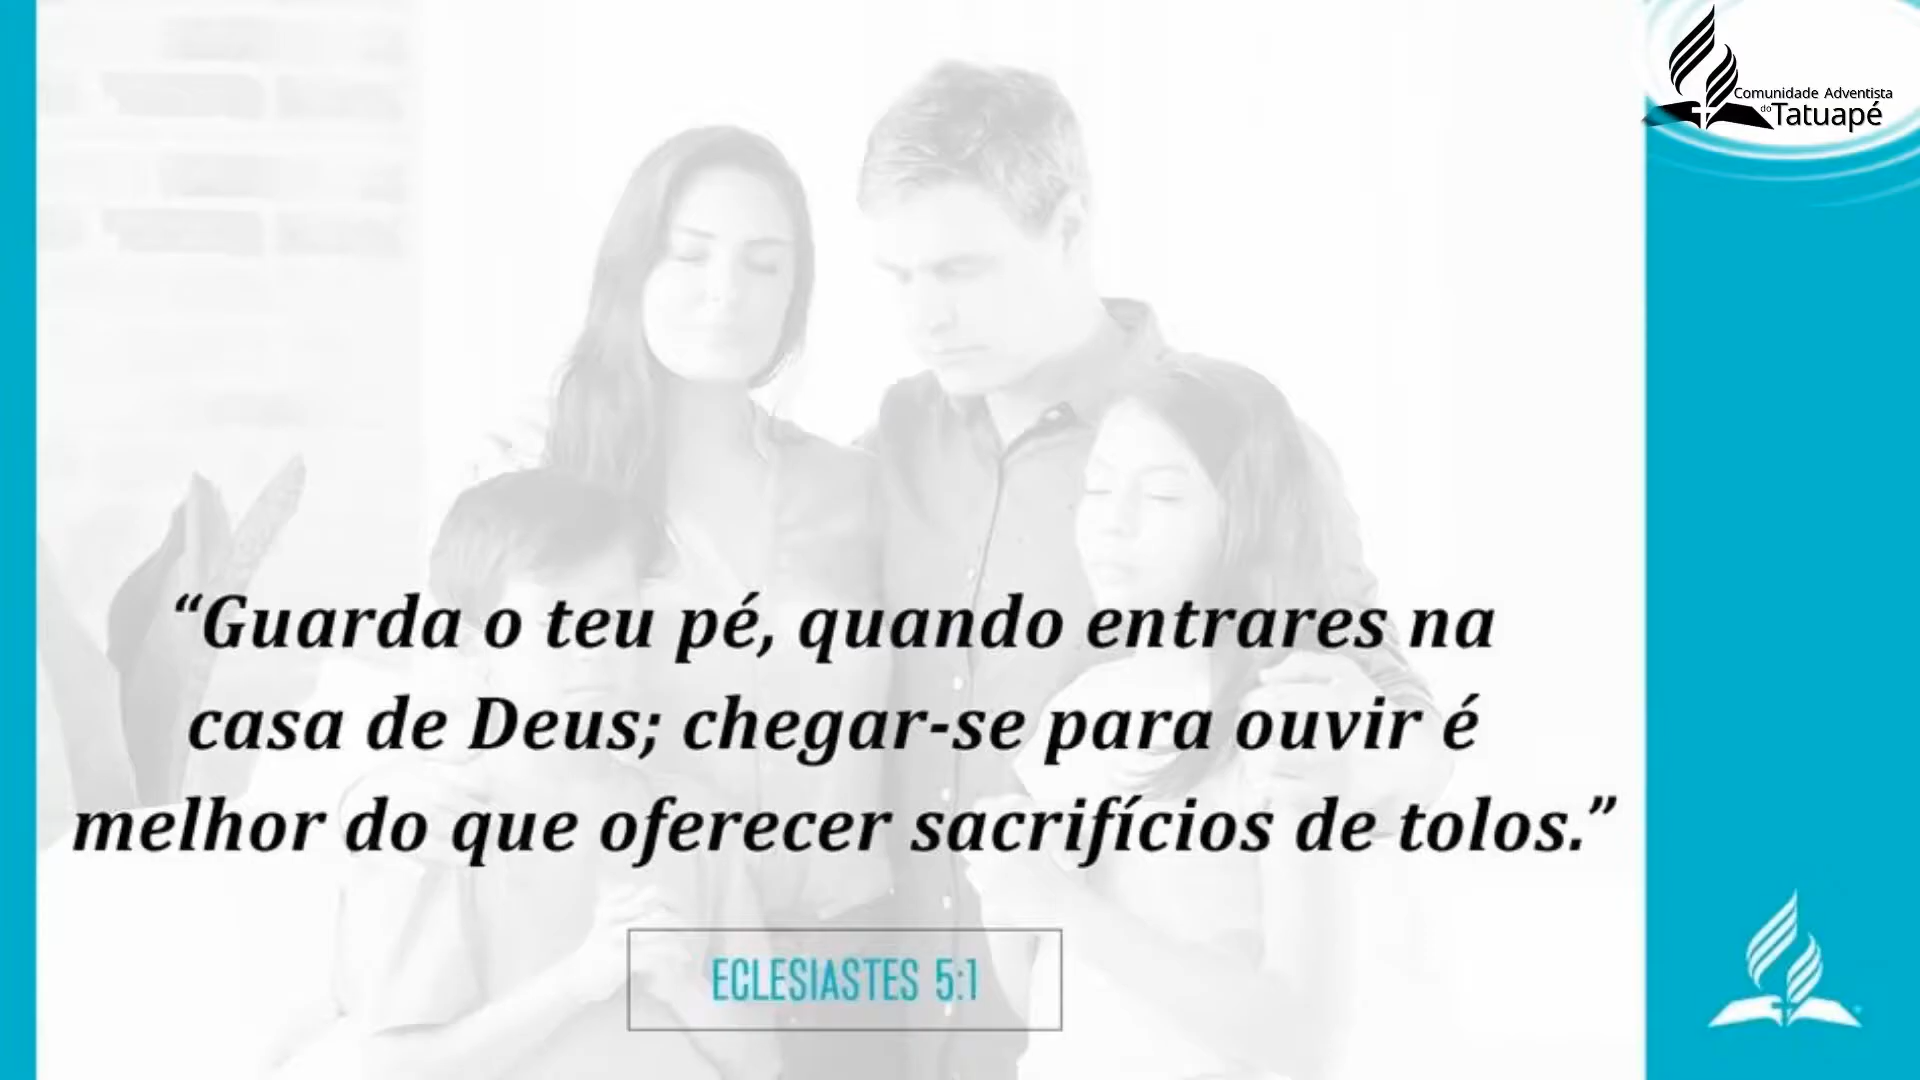 Comunidade Adventista
do Tatuapé
“Guarda o teu pé, quando entrares na
casa de Deus; chegar-se para ouvir é
melhor do que oferecer sacrifícios de tolos.”
ECLESIASTES 5:1